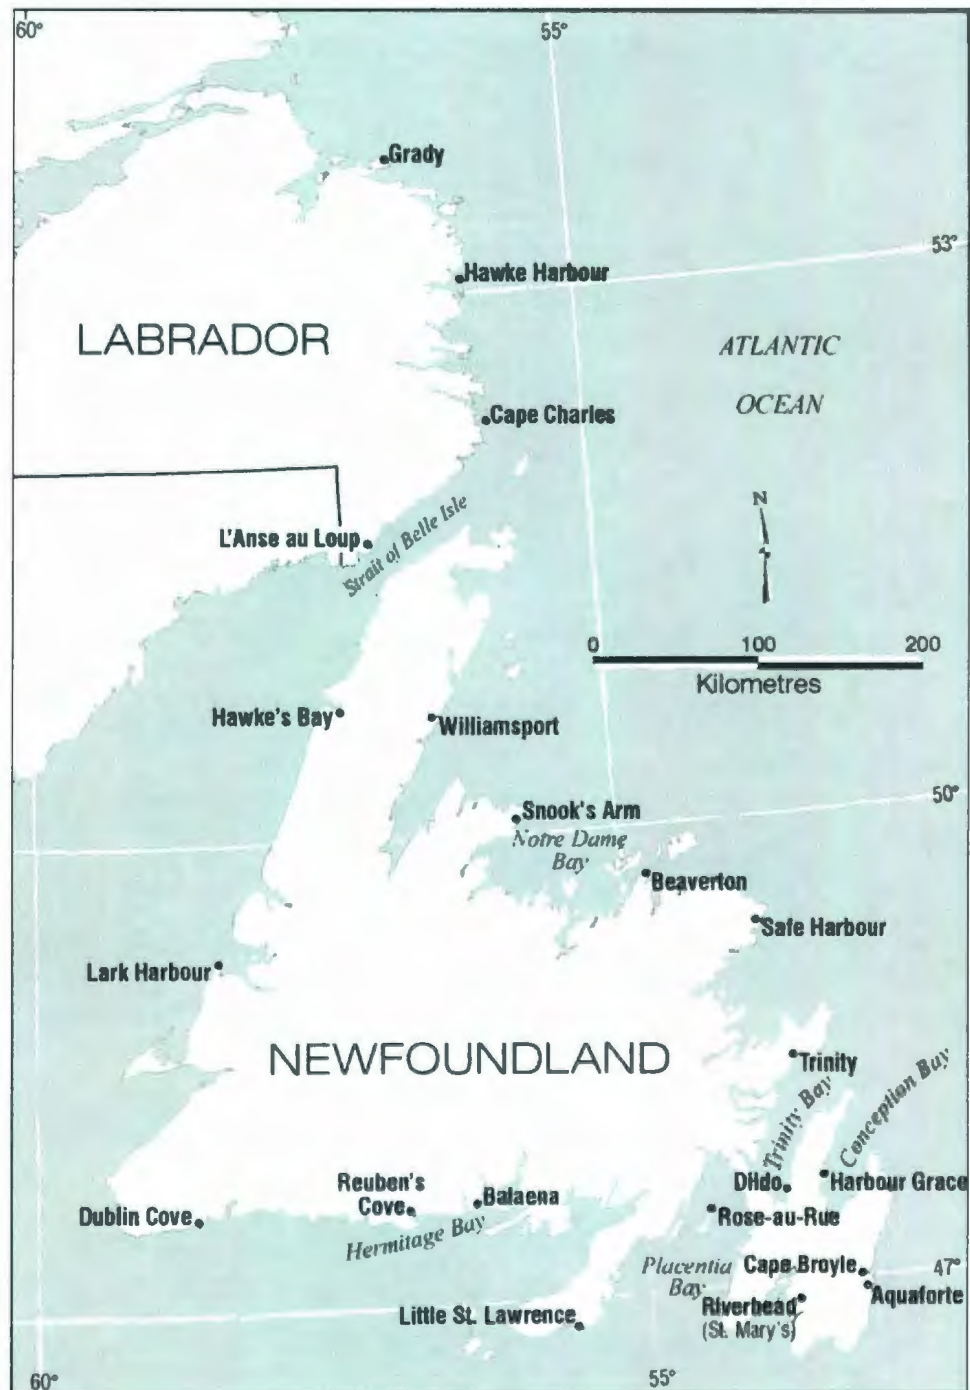 60°
55°
Grady
53°
Hawke Harbour
LABRADOR
ATLANTIC
OCEAN
Cape Charles
N
L'Anse au Loup
Strait of Belle Isle
0 100 200
Kilometres
Hawke's Bay
Williamsport
50°
Snook's Arm
Notre Dame
Bay
Beaverton
Safe Harbour
Lark Harbour
NEWFOUNDLAND
Trinity
Trinity Bay
Conception Bay
Dildo
Harbour Grace
Reuben's
Cove
Balaena
Dublin Cove
Hermitage Bay
Rose-au-Rue
Placentia
Bay
Cape Broyle
47°
Aquaforte
Riverhead
(St. Mary's)
Little St. Lawrence
60°
55°